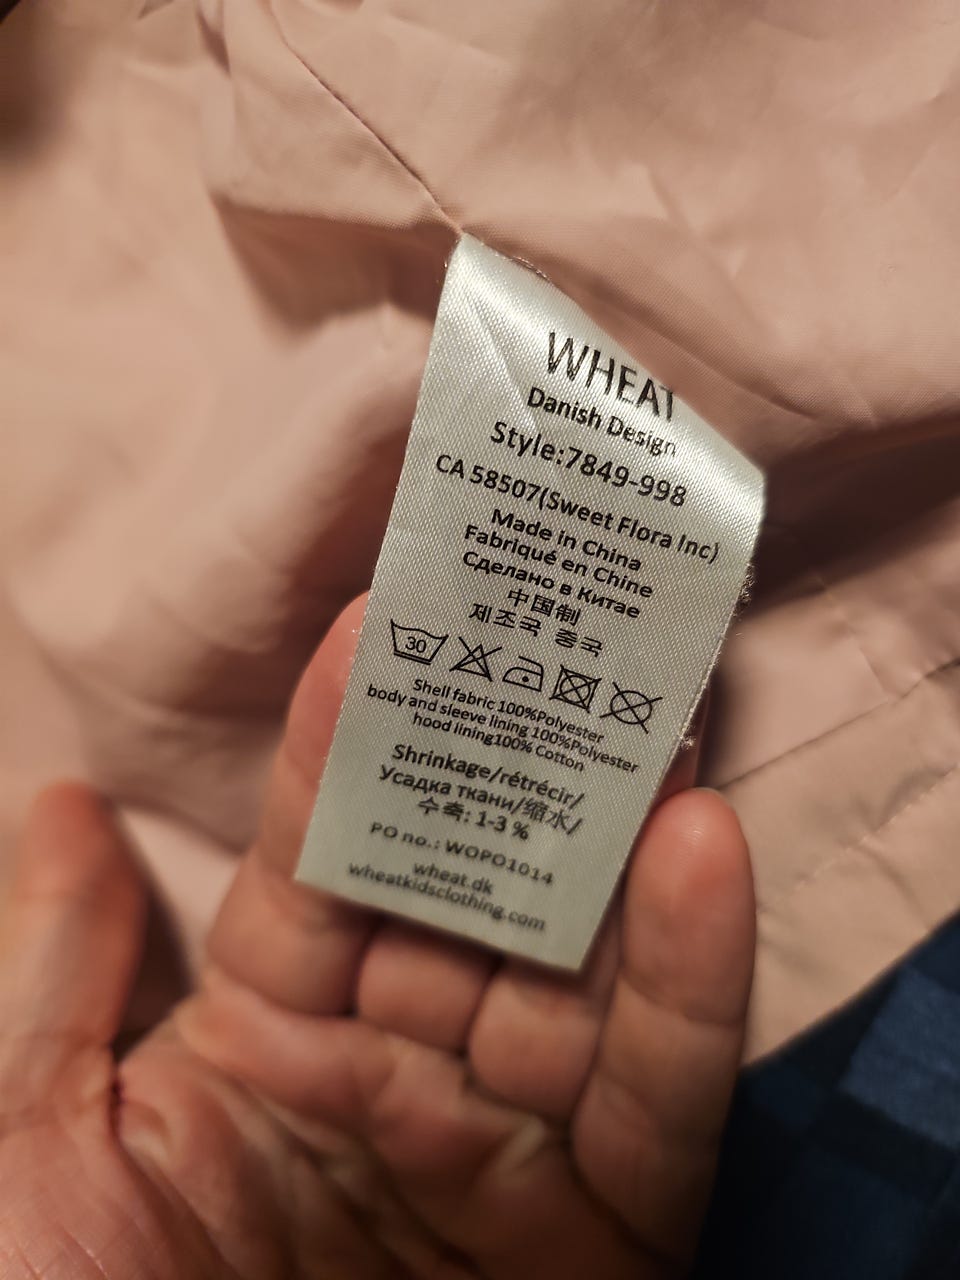 WHEAT
Danish Design
Style:7849-998
CA 58507(Sweet Flora Inc)
Made in China
Fabriqué en Chine
Сделано в Китае
中国制
제조국 중국
30
Shell fabric 100%Polyester
body and sleeve lining 100%Polyester
hood lining100% Cotton
Shrinkage/rétrécir/
Усадка ткани/缩水/
수축: 1-3 %
PO no.: WOPO1014
wheat.dk
wheatkidsclothing.com